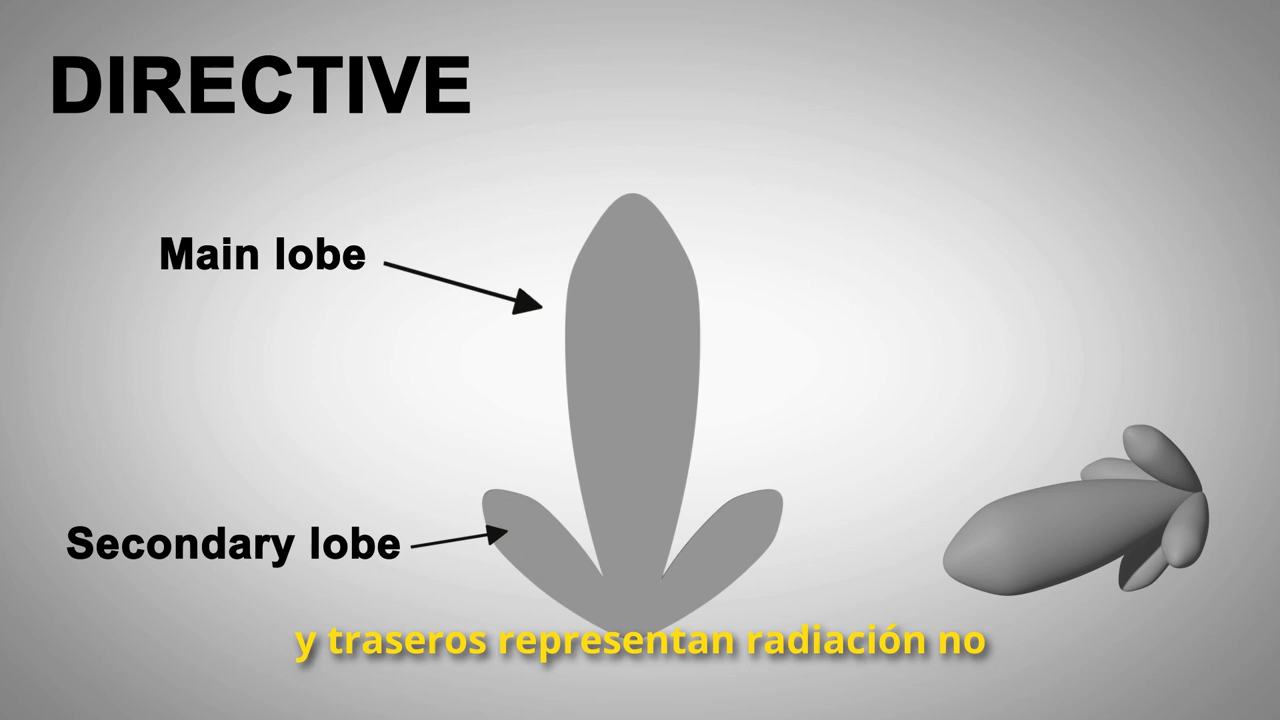 DIRECTIVE
Main lobe
Secondary lobe
y traseros representan radiación no